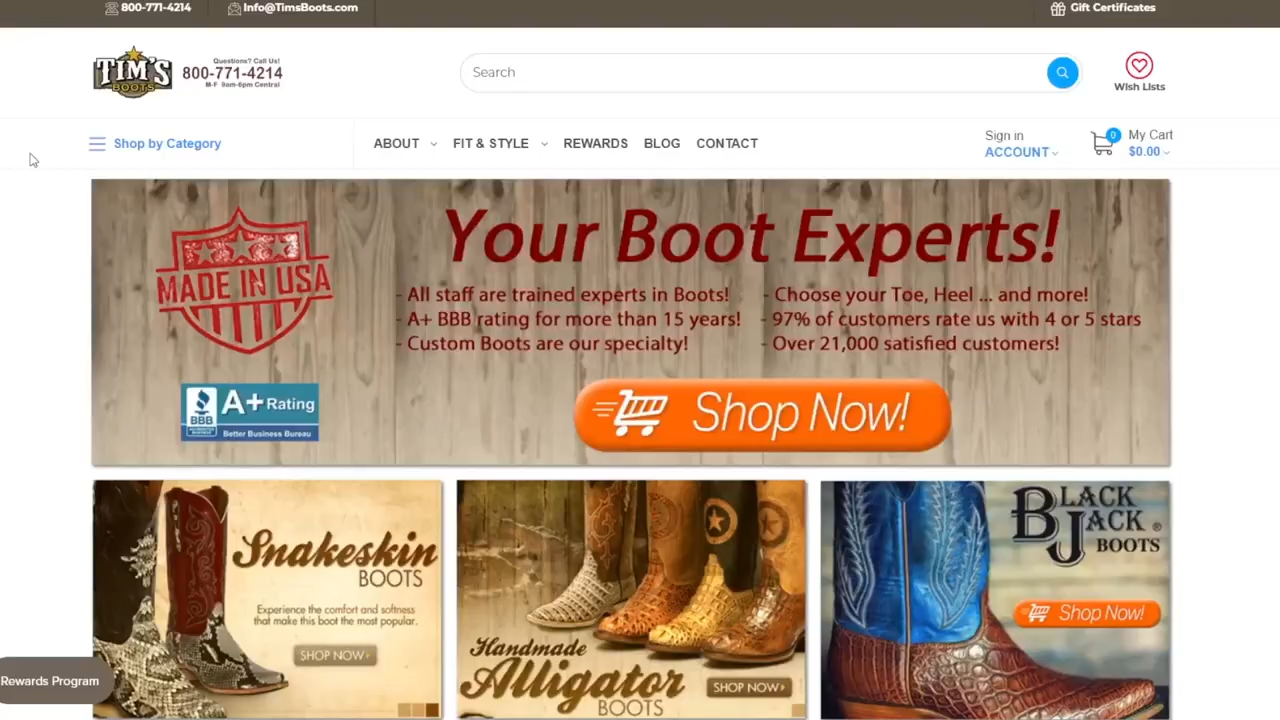 800-771-4214
Info@TimsBoots.com
Gift Certificates
TIM'S
BOOTS
Questions? Call Us!
800-771-4214
M-F 9am-6pm Central
Search
Wish Lists
Shop by Category
ABOUT
FIT & STYLE
REWARDS
BLOG
CONTACT
Sign in
ACCOUNT
0
My Cart
$0.00
MADE IN USA
Your Boot Experts!
- All staff are trained experts in Boots!
- A+ BBB rating for more than 15 years!
- Custom Boots are our specialty!
- Choose your Toe, Heel ... and more!
- 97% of customers rate us with 4 or 5 stars
- Over 21,000 satisfied customers!
BBB
A+ Rating
Better Business Bureau
Shop Now!
Snakeskin
BOOTS
Experience the comfort and softness
that make this boot the most popular.
SHOP NOW
Handmade
Alligator
BOOTS
SHOP NOW
BLACK
JACK
BJ
BOOTS
®
Shop Now!
Rewards Program